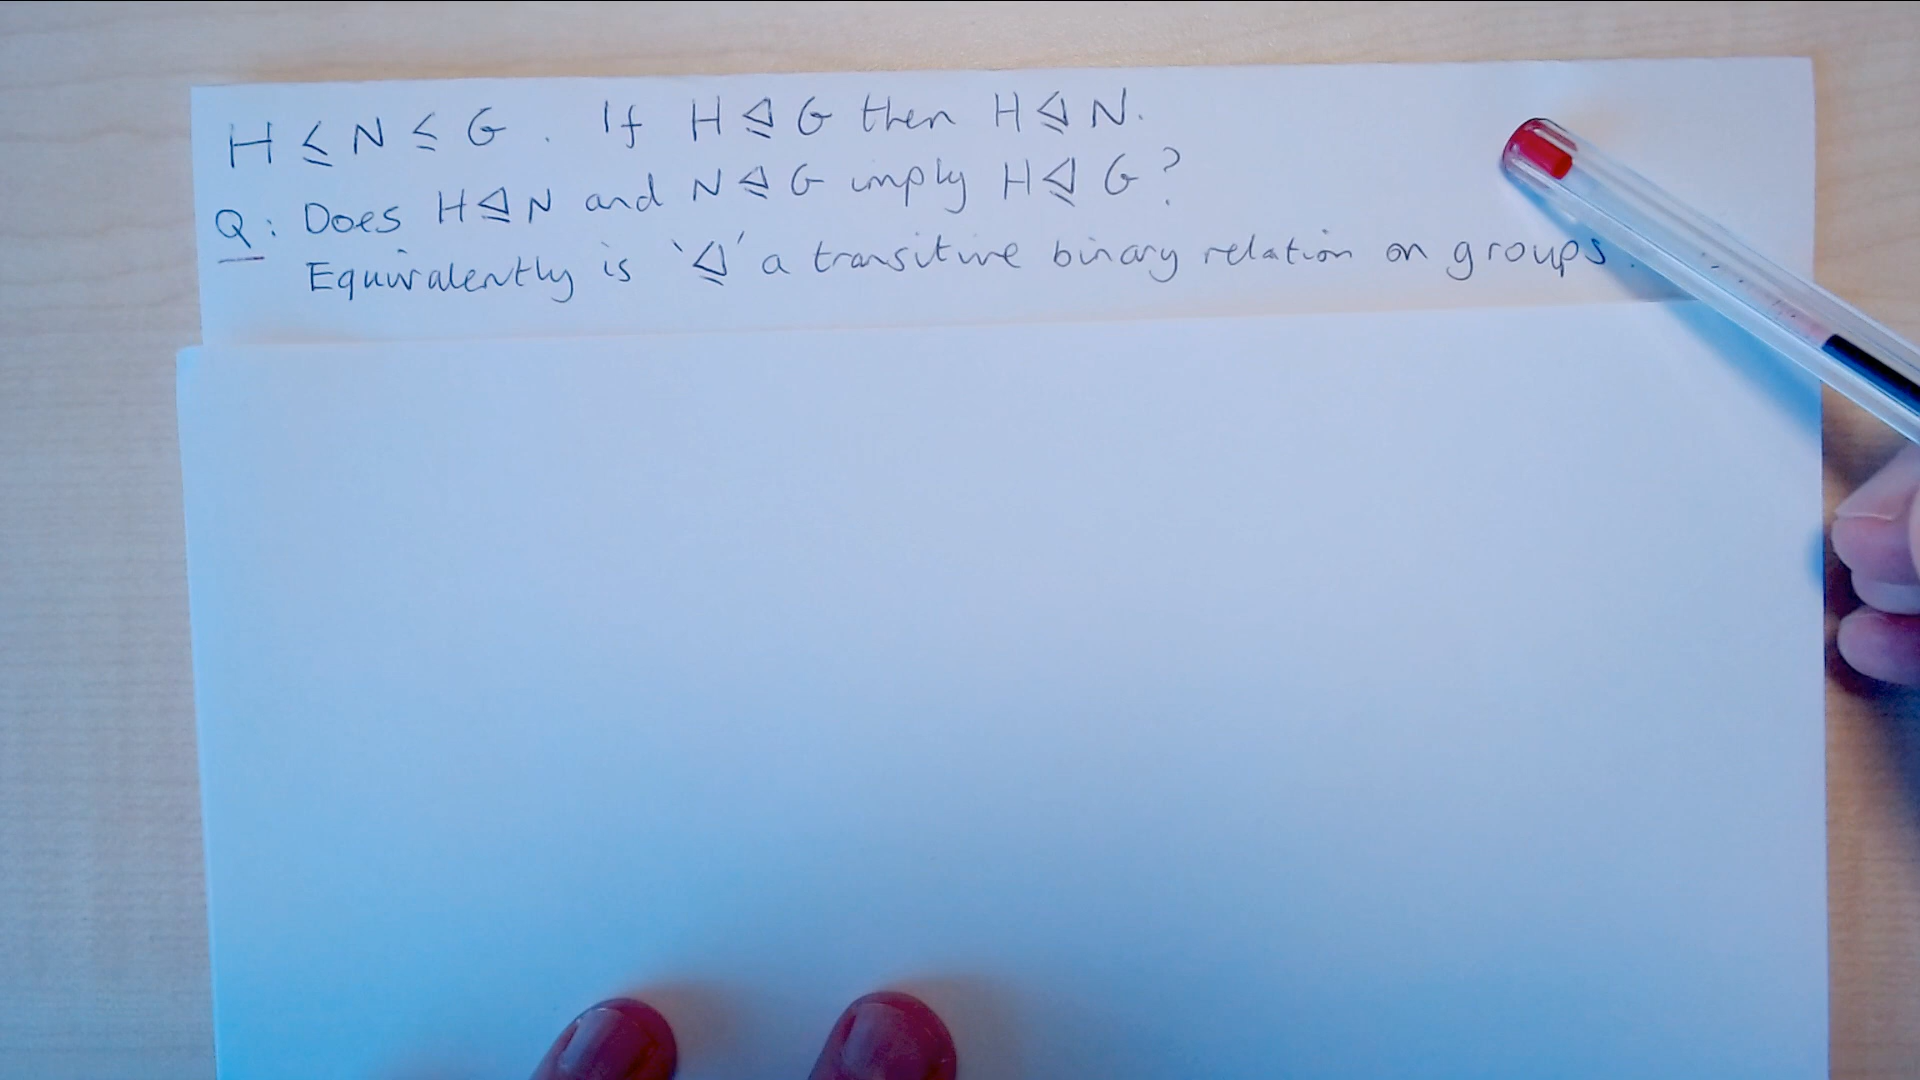 H ⊴ N ≤ G. If H ⊴ G then H ⊴ N.
Q: Does H ⊴ N and N ⊴ G imply H ⊴ G?
Equivalently is '⊴' a transitive binary relation on groups.